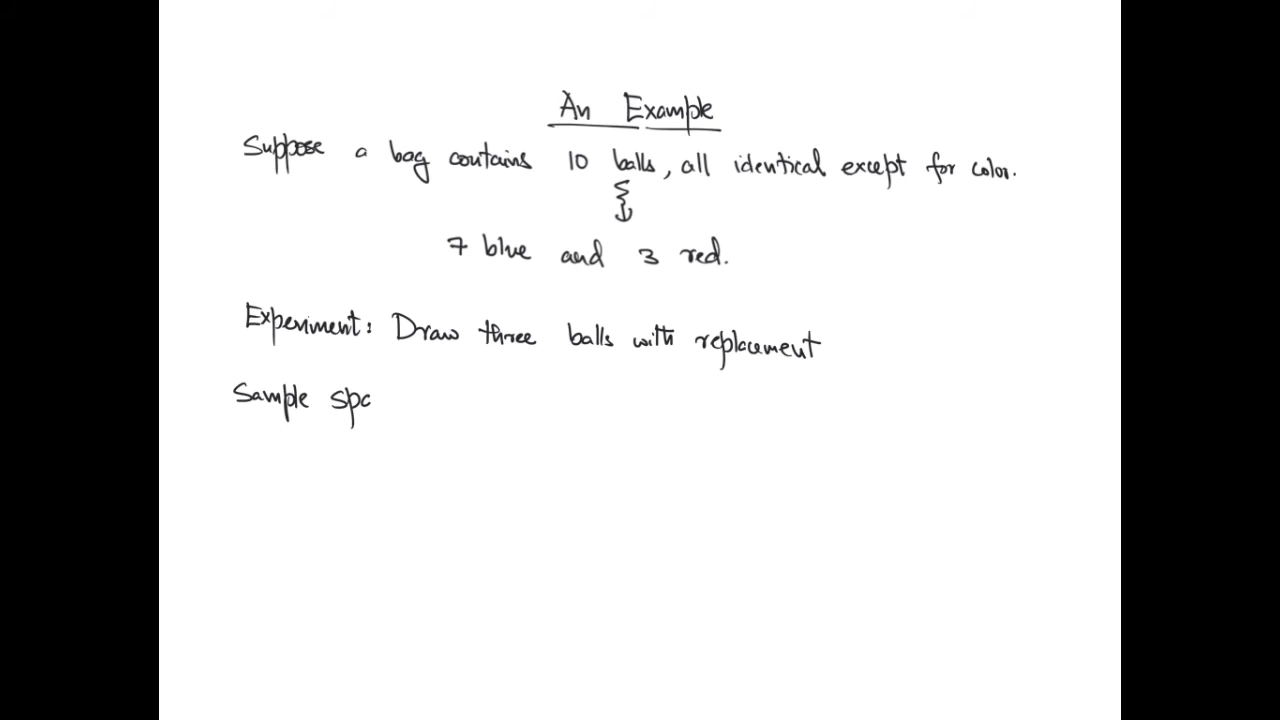 An Example
Suppose a bag contains 10 balls, all identical except for color.
7 blue and 3 red.
Experiment: Draw three balls with replacement
Sample spa